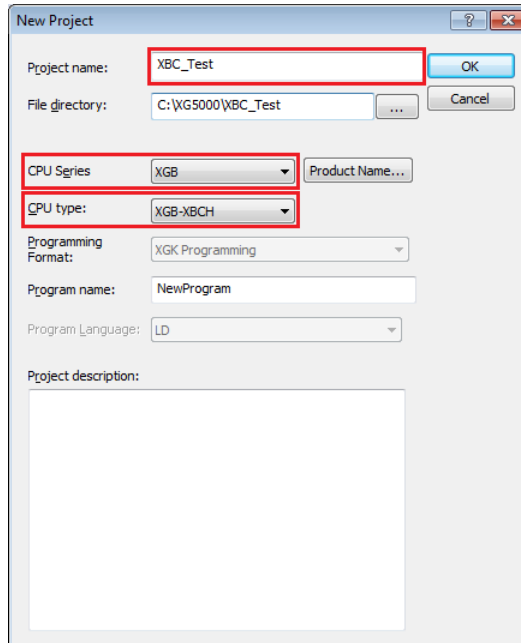 New Project
Project name: XBC_Test OK
File directory: C:\XG5000\XBC_Test ... Cancel
CPU Series XGB Product Name...
CPU type: XGB-XBCH
Programming
Format: XGK Programming
Program name: NewProgram
Program Language: LD
Project description: